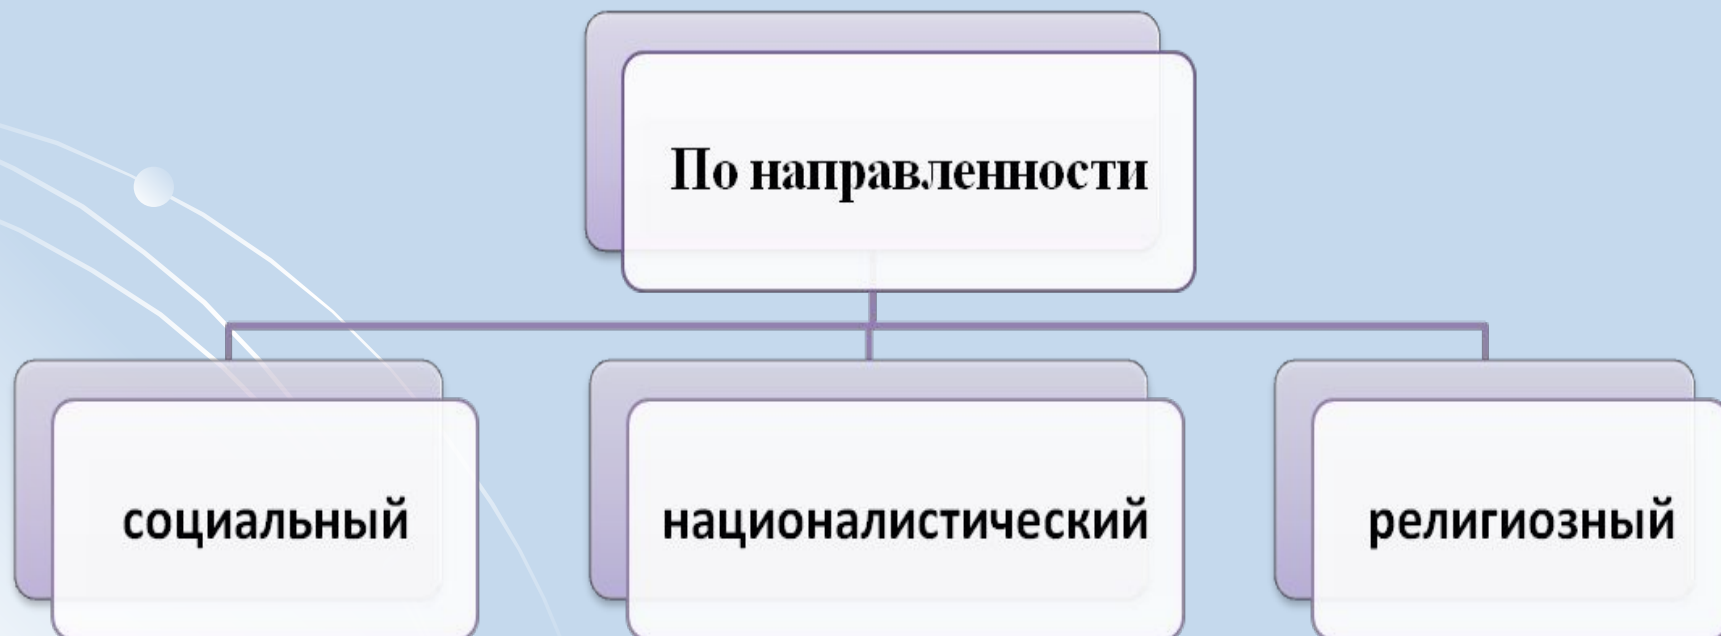 По направленности
социальный
националистический
религиозный